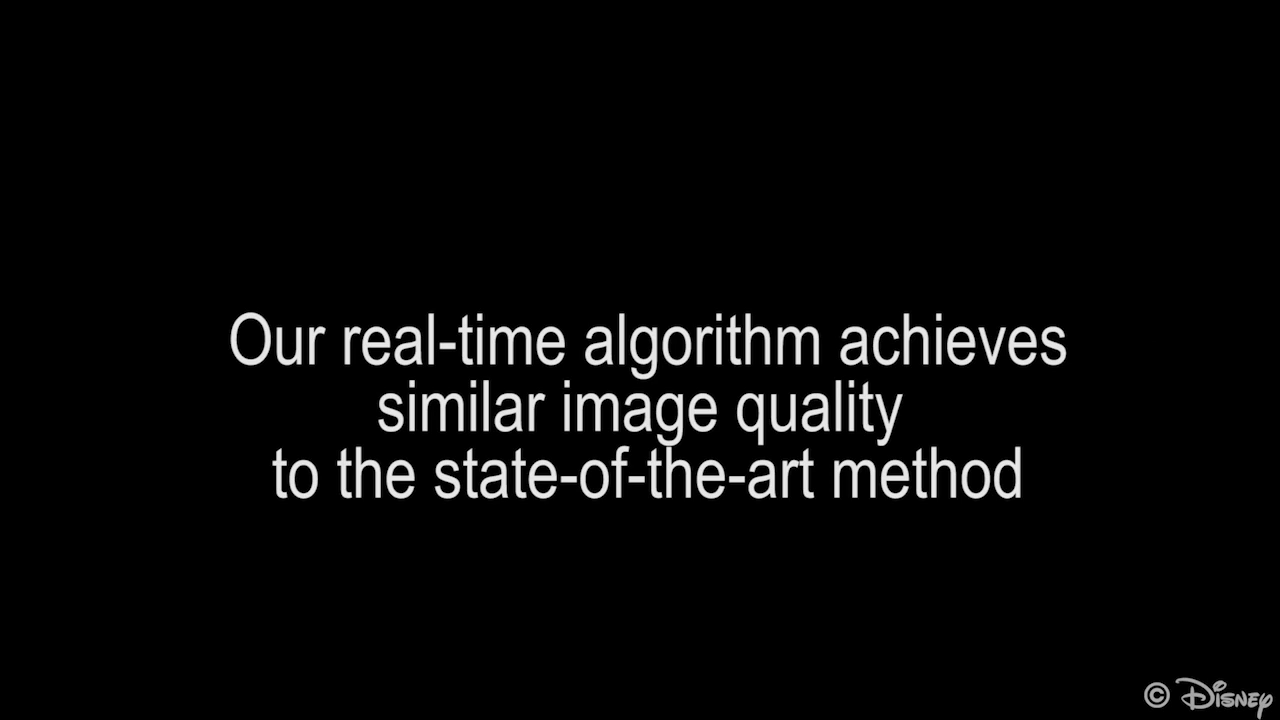 Our real-time algorithm achieves
similar image quality
to the state-of-the-art method
© Disney